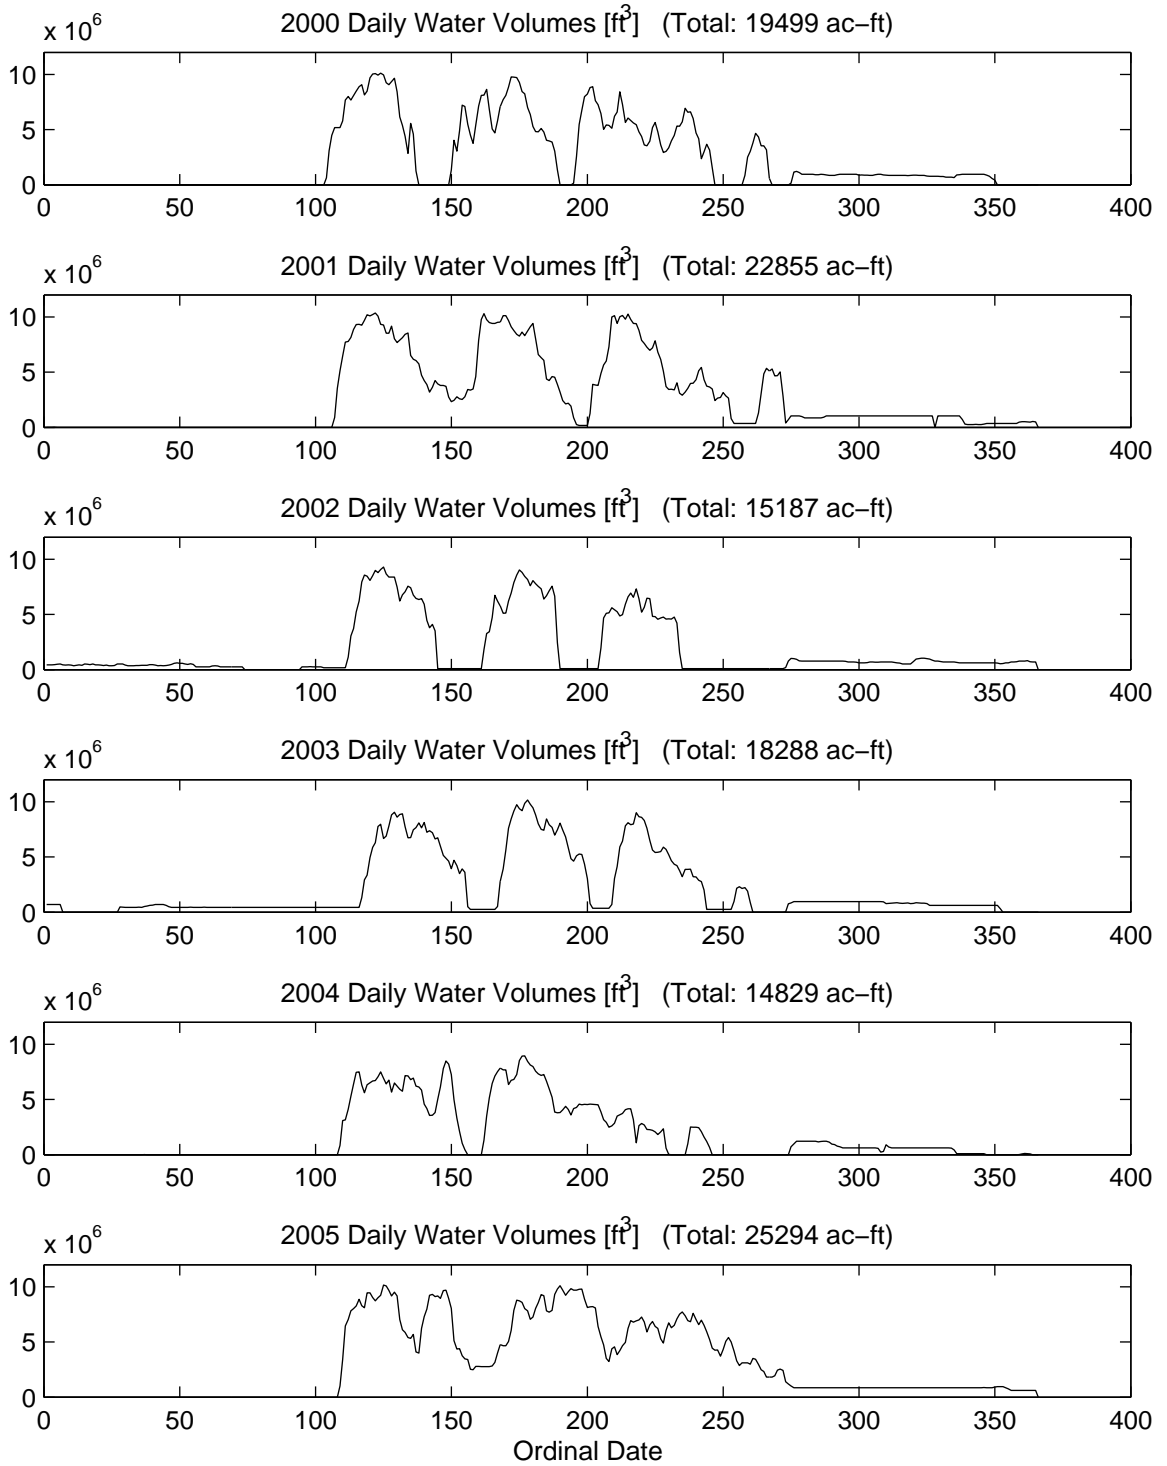 x 10^6
2000 Daily Water Volumes [ft^3] (Total: 19499 ac−ft)
10
5
0
0 50 100 150 200 250 300 350 400
x 10^6
2001 Daily Water Volumes [ft^3] (Total: 22855 ac−ft)
10
5
0
0 50 100 150 200 250 300 350 400
x 10^6
2002 Daily Water Volumes [ft^3] (Total: 15187 ac−ft)
10
5
0
0 50 100 150 200 250 300 350 400
x 10^6
2003 Daily Water Volumes [ft^3] (Total: 18288 ac−ft)
10
5
0
0 50 100 150 200 250 300 350 400
x 10^6
2004 Daily Water Volumes [ft^3] (Total: 14829 ac−ft)
10
5
0
0 50 100 150 200 250 300 350 400
x 10^6
2005 Daily Water Volumes [ft^3] (Total: 25294 ac−ft)
10
5
0
0 50 100 150 200 250 300 350 400
Ordinal Date